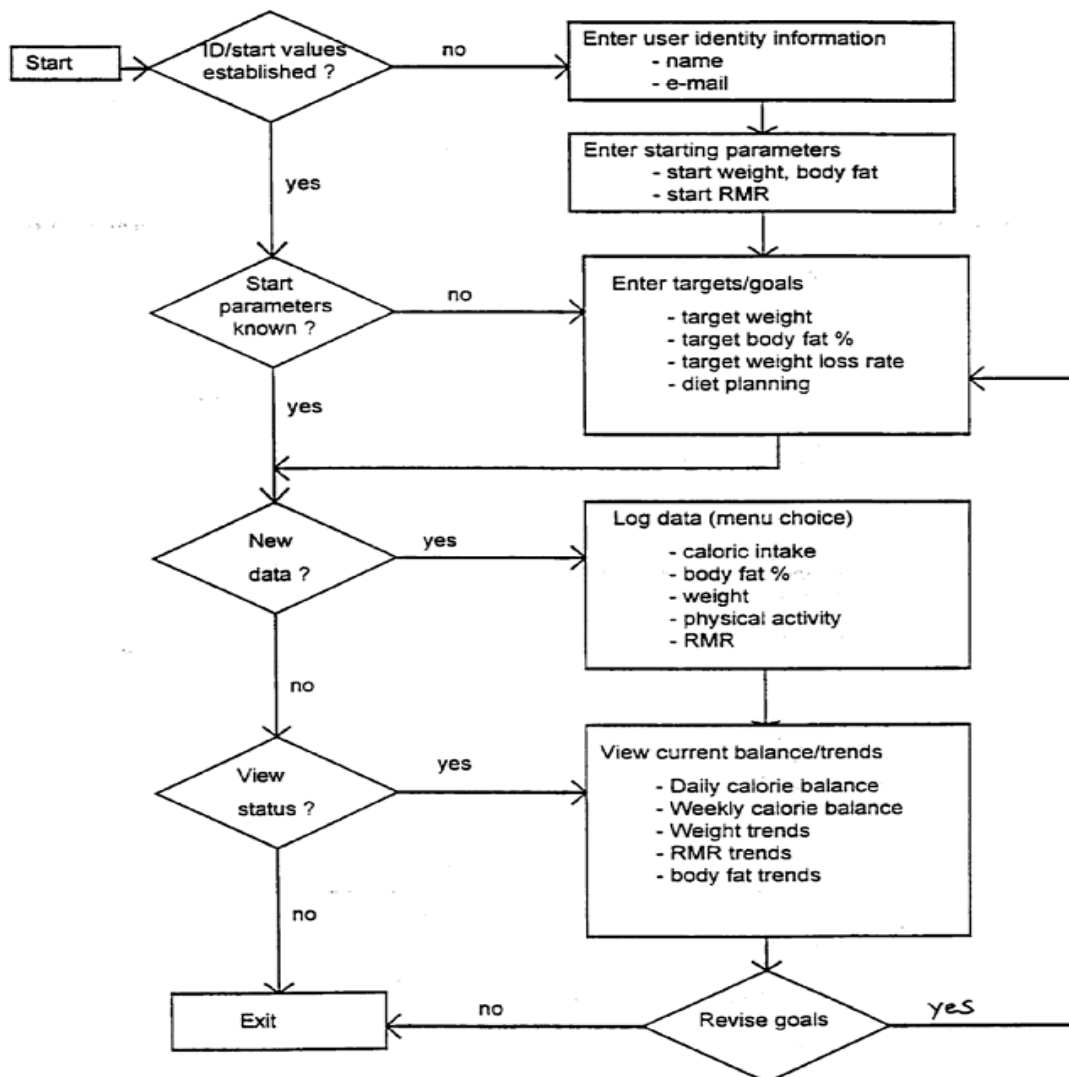 Start
ID/start values
established ?
no
Enter user identity information
- name
- e-mail
yes
Enter starting parameters
- start weight, body fat
- start RMR
Start
parameters
known ?
no
Enter targets/goals
- target weight
- target body fat %
- target weight loss rate
- diet planning
yes
New
data ?
yes
Log data (menu choice)
- caloric intake
- body fat %
- weight
- physical activity
- RMR
no
View
status ?
yes
View current balance/trends
- Daily calorie balance
- Weekly calorie balance
- Weight trends
- RMR trends
- body fat trends
no
Exit
no
Revise goals
yes